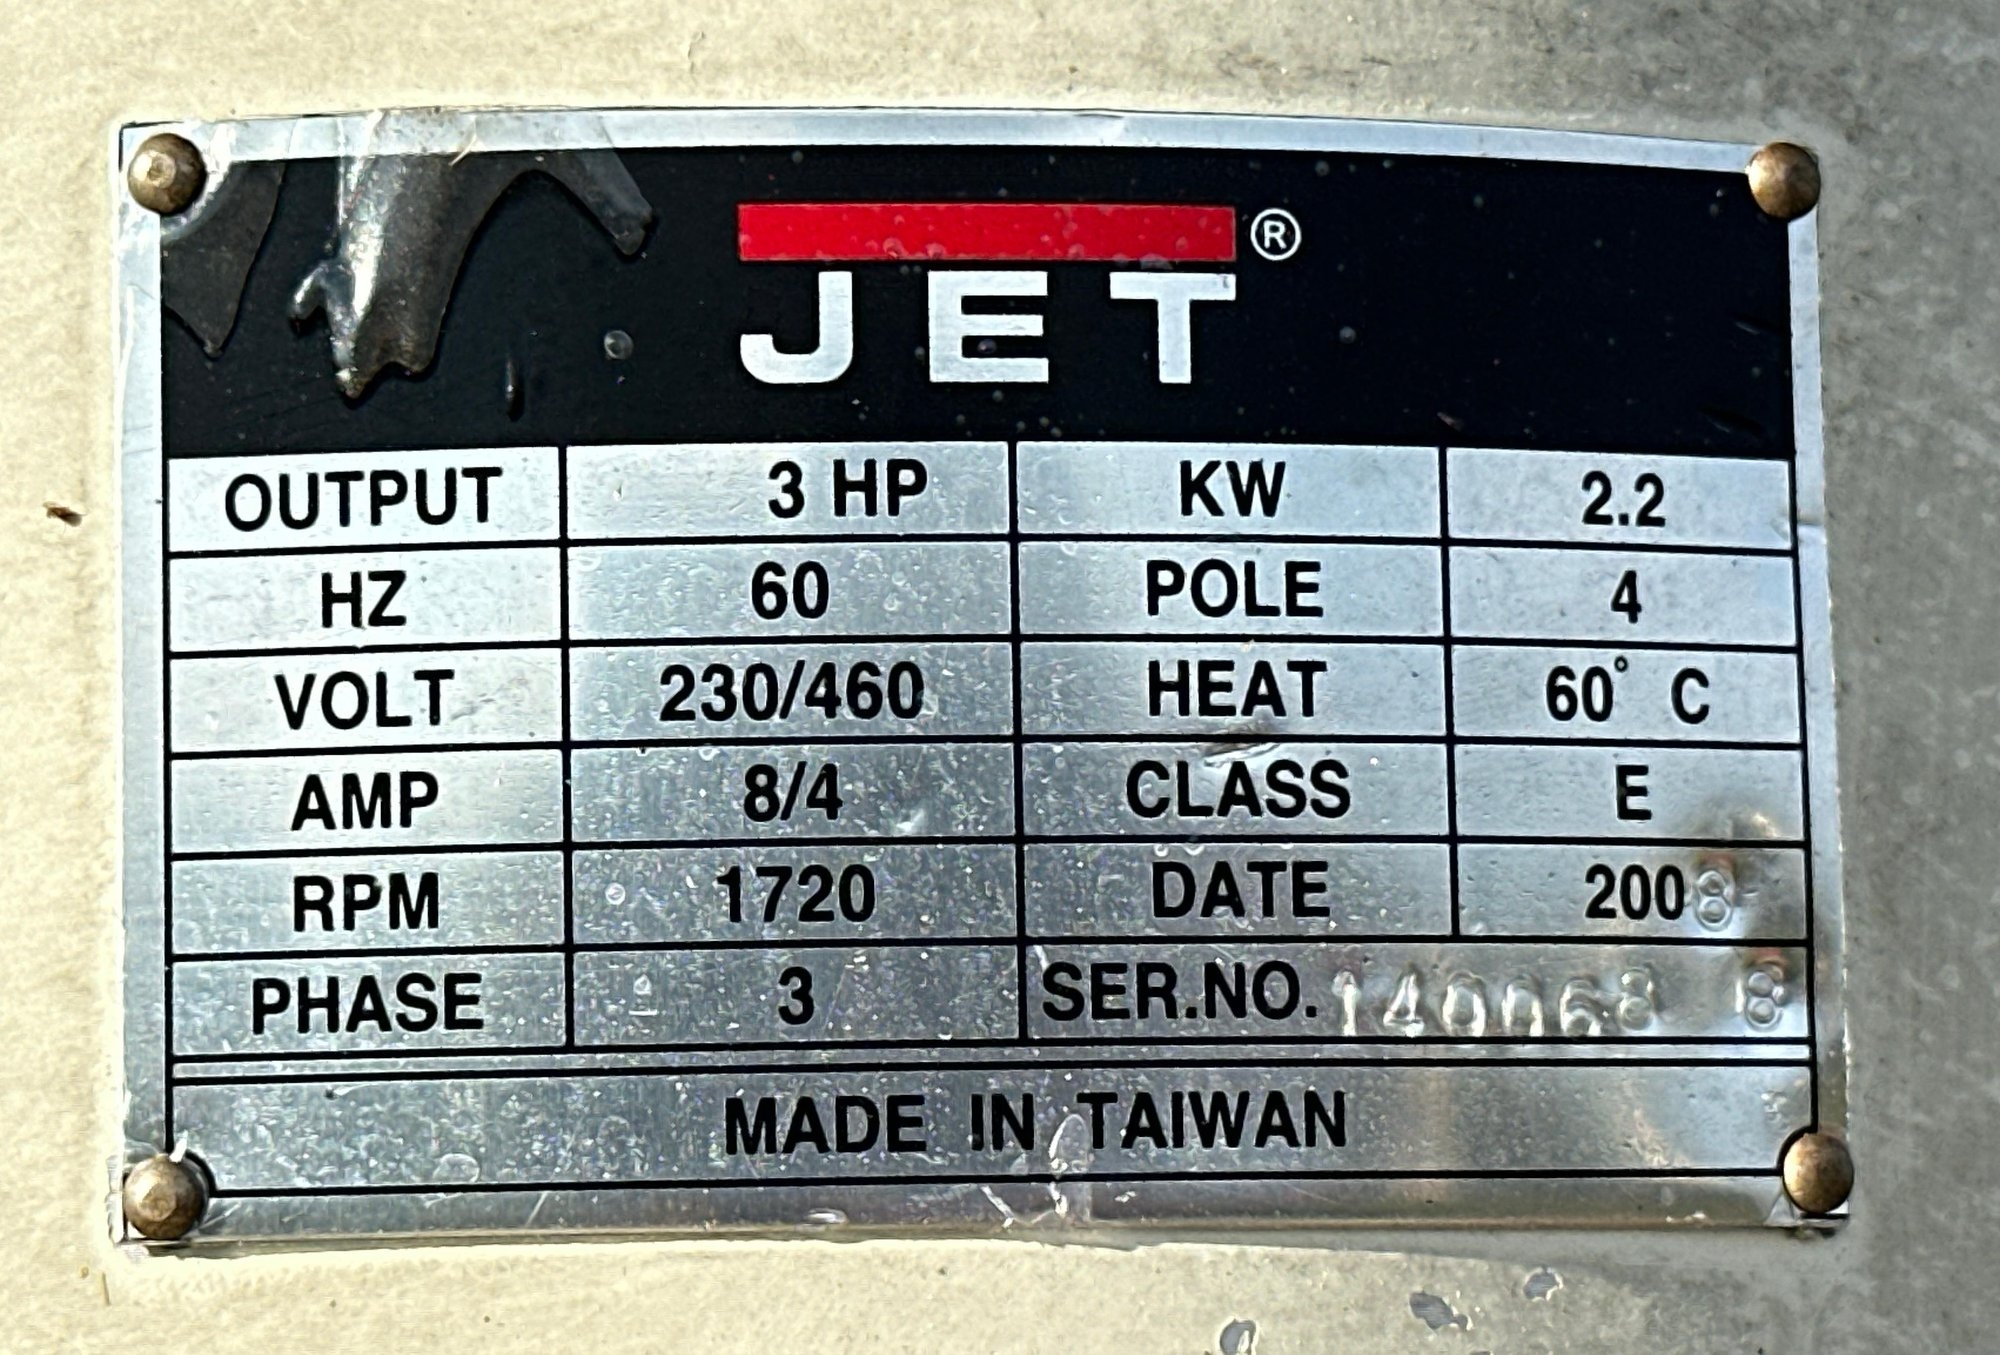 JET®
OUTPUT 3 HP KW 2.2
HZ 60 POLE 4
VOLT 230/460 HEAT 60° C
AMP 8/4 CLASS E
RPM 1720 DATE 2008
PHASE 3 SER.NO. 140068 8
MADE IN TAIWAN